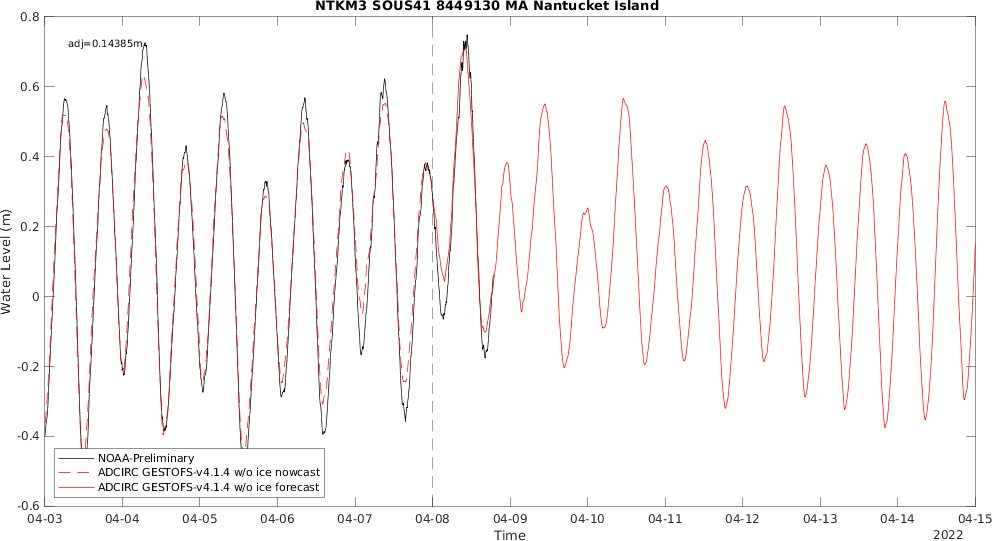 NTKM3 SOUS41 8449130 MA Nantucket Island
adj=0.14385m
0.8
0.6
0.4
0.2
0
-0.2
-0.4
-0.6
Water Level (m)
NOAA-Preliminary
ADCIRC GESTOFS-v4.1.4 w/o ice nowcast
ADCIRC GESTOFS-v4.1.4 w/o ice forecast
04-03 04-04 04-05 04-06 04-07 04-08 04-09 04-10 04-11 04-12 04-13 04-14 04-15
Time
2022